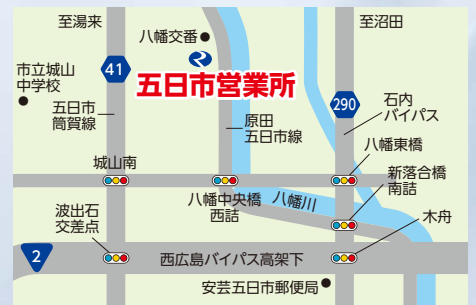 至湯来
八幡交番
至沼田
41
市立城山
中学校
五日市営業所
290
石内
バイパス
五日市
筒賀線
原田
五日市線
八幡東橋
城山南
新落合橋
南詰
八幡中央橋
西詰
八幡川
波出石
交差点
木舟
2
西広島バイパス高架下
安芸五日市郵便局